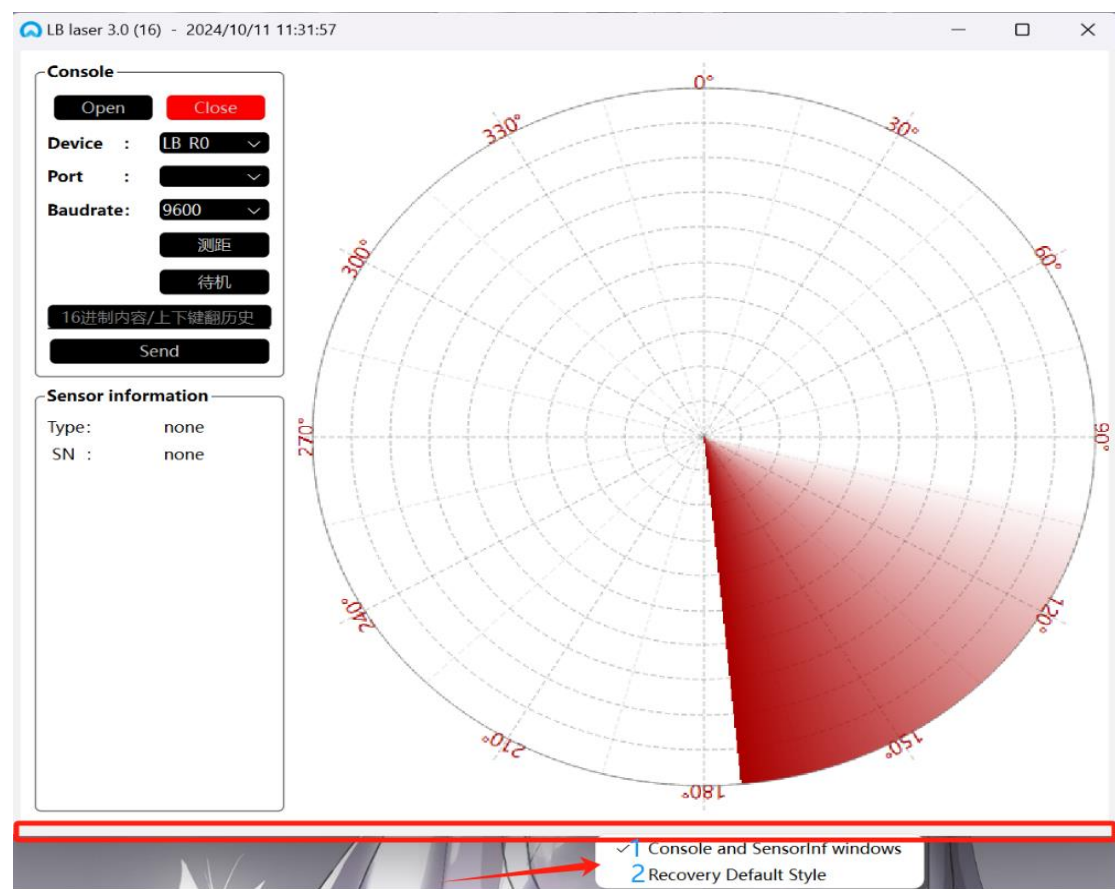 LB laser 3.0 (16) - 2024/10/11 11:31:57
Console
Open Close
Device : LB R0
Port :
Baudrate: 9600
测距
待机
16进制内容/上下键翻历史
Send
Sensor information
Type: none
SN : none
0°
30°
60°
90°
120°
150°
180°
210°
240°
270°
300°
330°
1 Console and SensorInf windows
2 Recovery Default Style